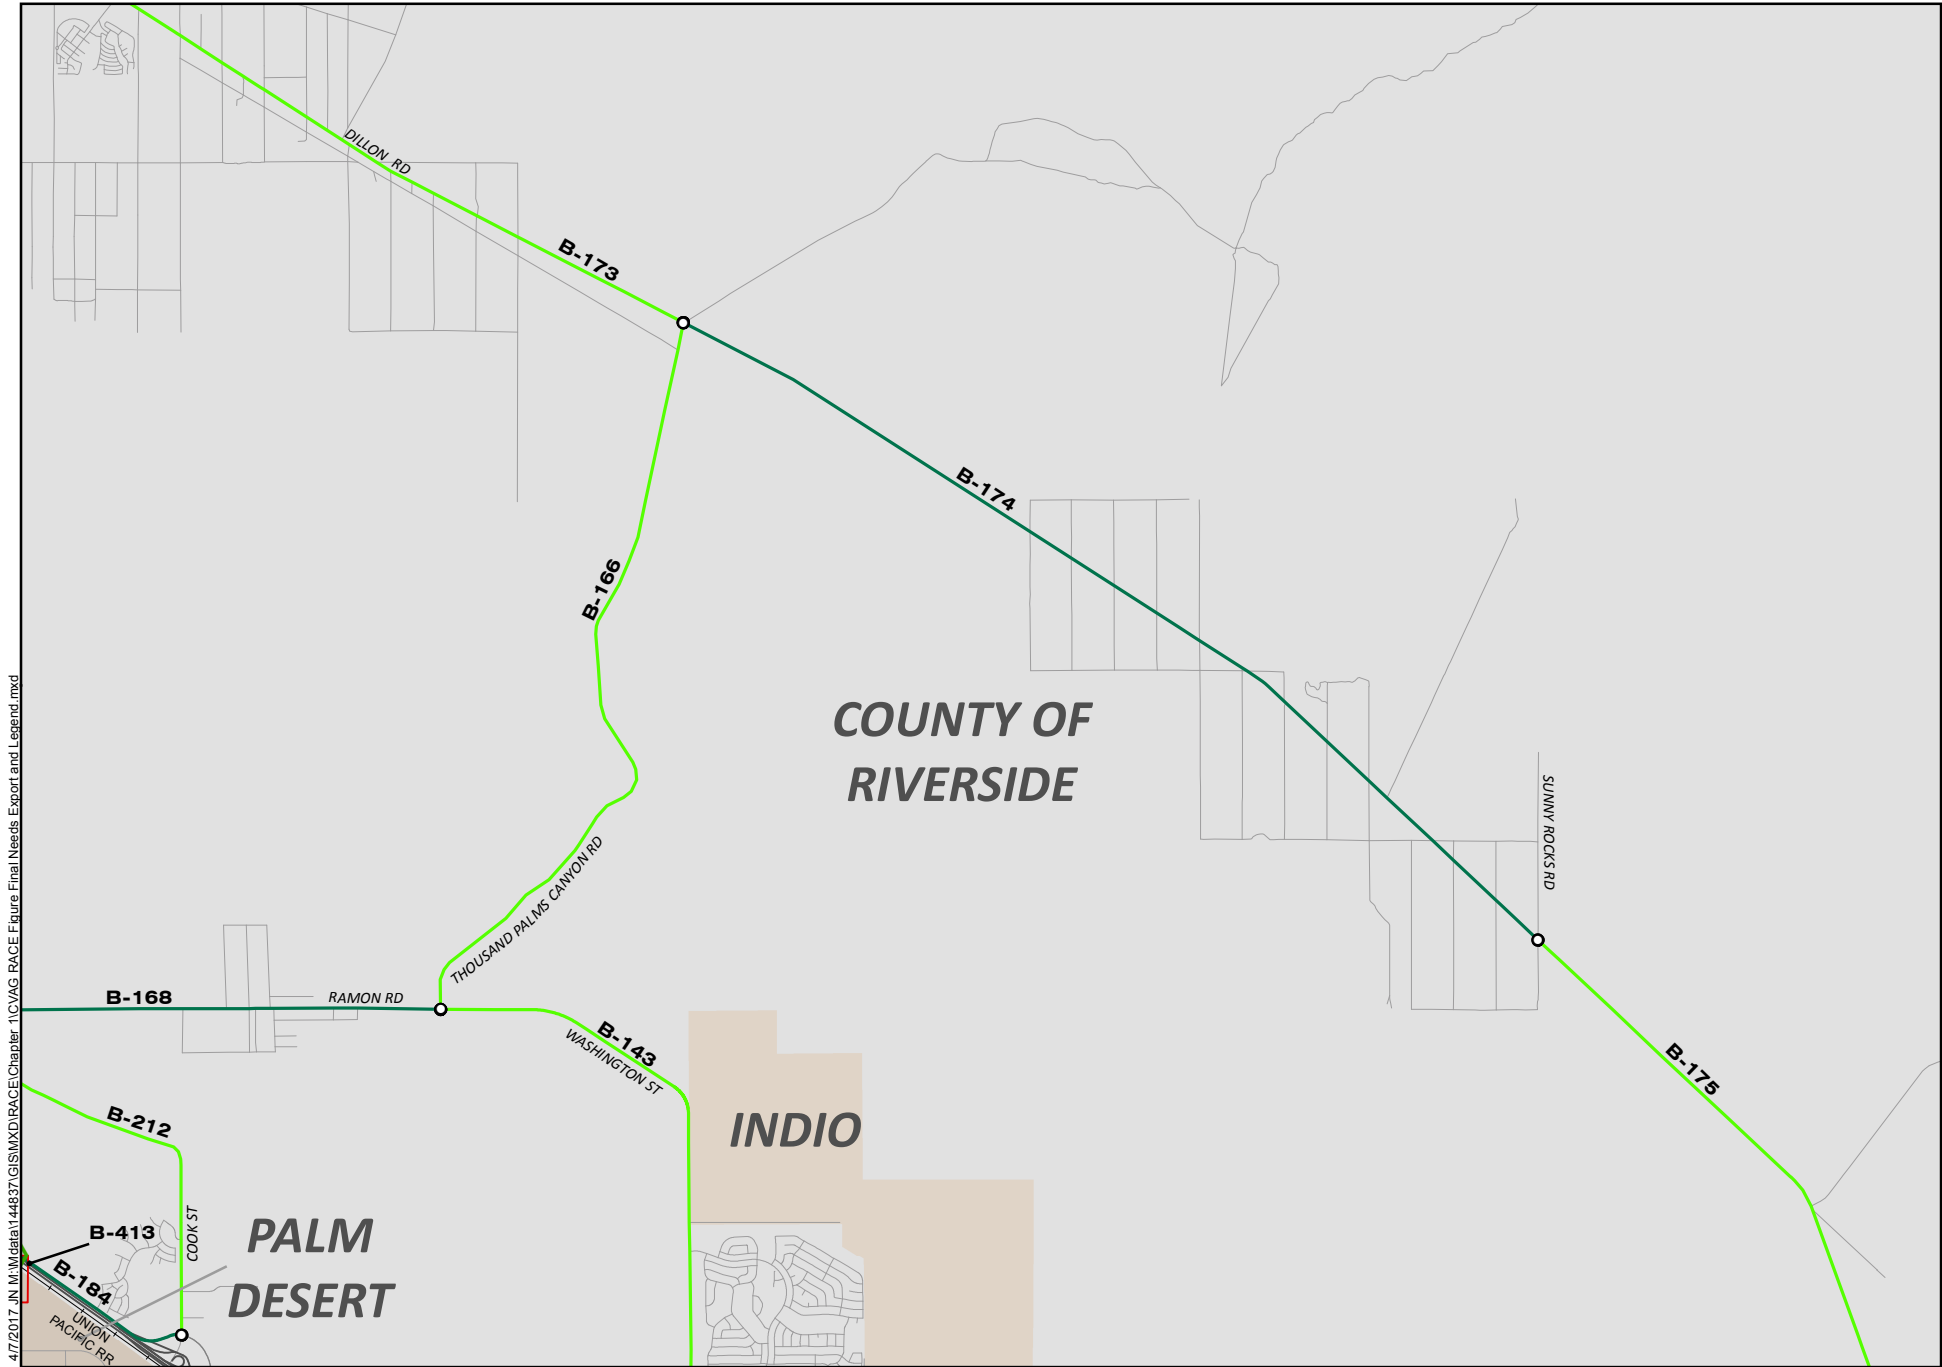 DILLON RD
B-173
B-174
B-166
COUNTY OF
RIVERSIDE
SUNNY ROCKS RD
THOUSAND PALMS CANYON RD
B-168
RAMON RD
B-143
WASHINGTON ST
B-175
INDIO
B-212
COOK ST
PALM
DESERT
B-413
B-184
UNION
PACIFIC RR
4/7/2017 JN M:\Mdata\144837\GIS\MXD\RACE\Chapter 1\CVAG RACE Figure Final Needs Export and Legend.mxd